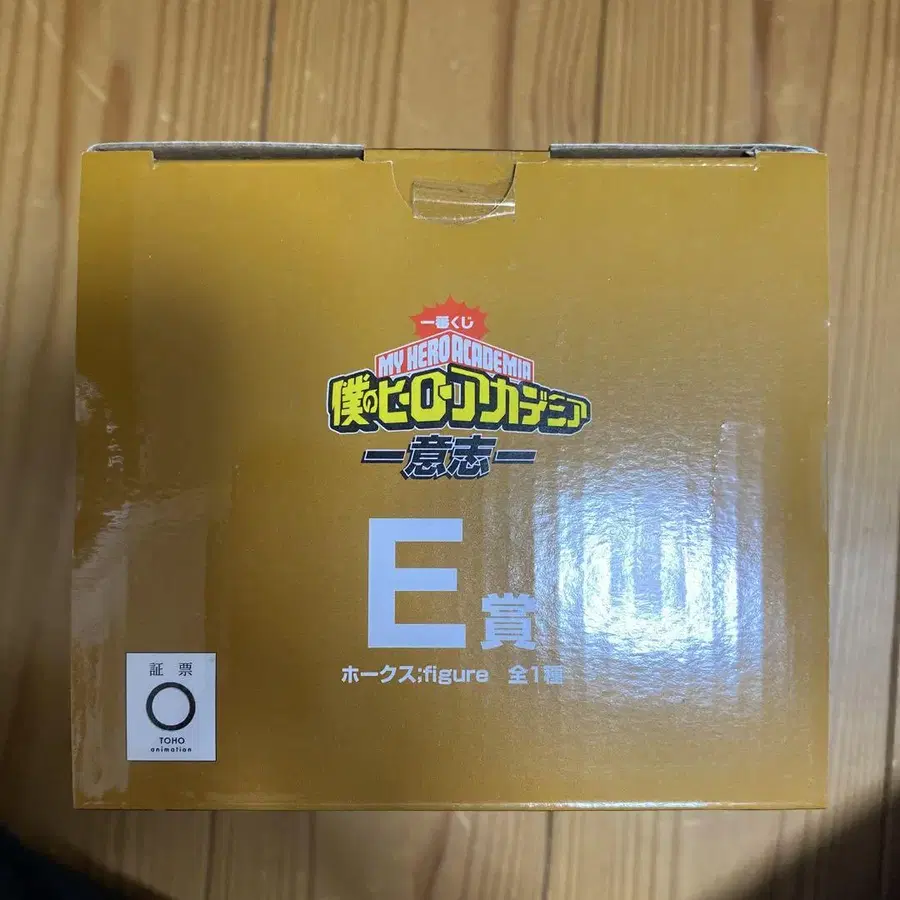 一番くじ
MY HERO ACADEMIA
僕のヒーローアカデミア
ー意志ー
E賞
ホークス;figure 全1種
証票
TOHO
animation